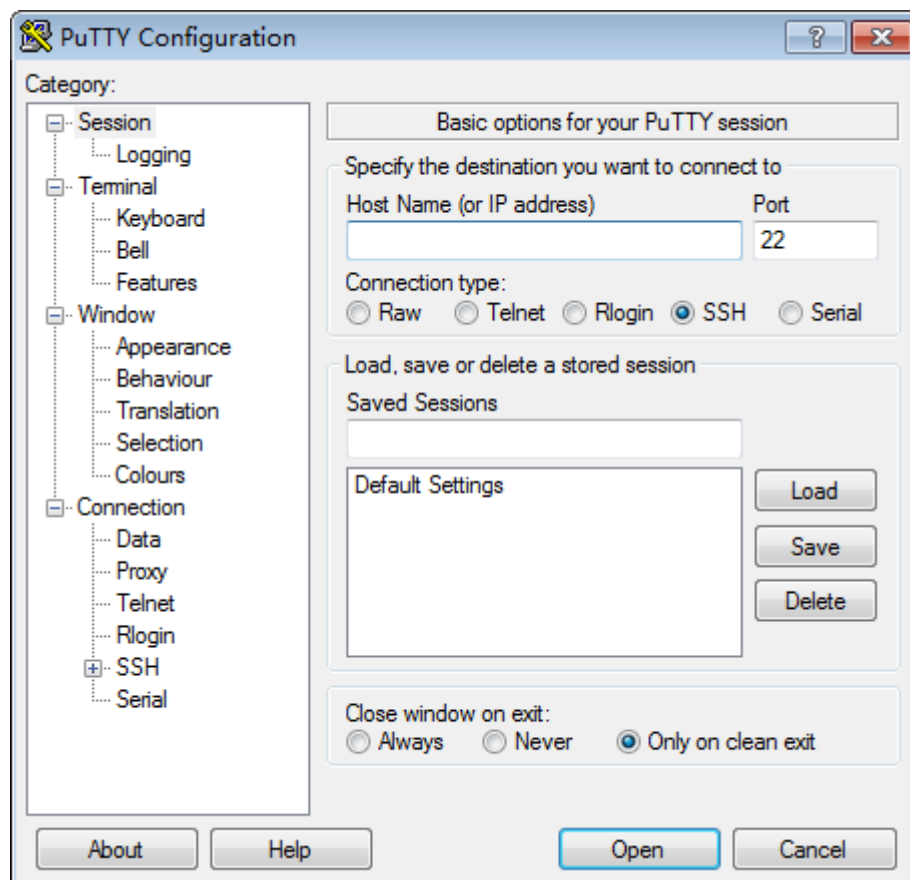 PuTTY Configuration
Category:
Session
Logging
Terminal
Keyboard
Bell
Features
Window
Appearance
Behaviour
Translation
Selection
Colours
Connection
Data
Proxy
Telnet
Rlogin
SSH
Serial
Basic options for your PuTTY session
Specify the destination you want to connect to
Host Name (or IP address) Port
22
Connection type:
Raw Telnet Rlogin SSH Serial
Load, save or delete a stored session
Saved Sessions
Default Settings
Load
Save
Delete
Close window on exit:
Always Never Only on clean exit
About Help Open Cancel